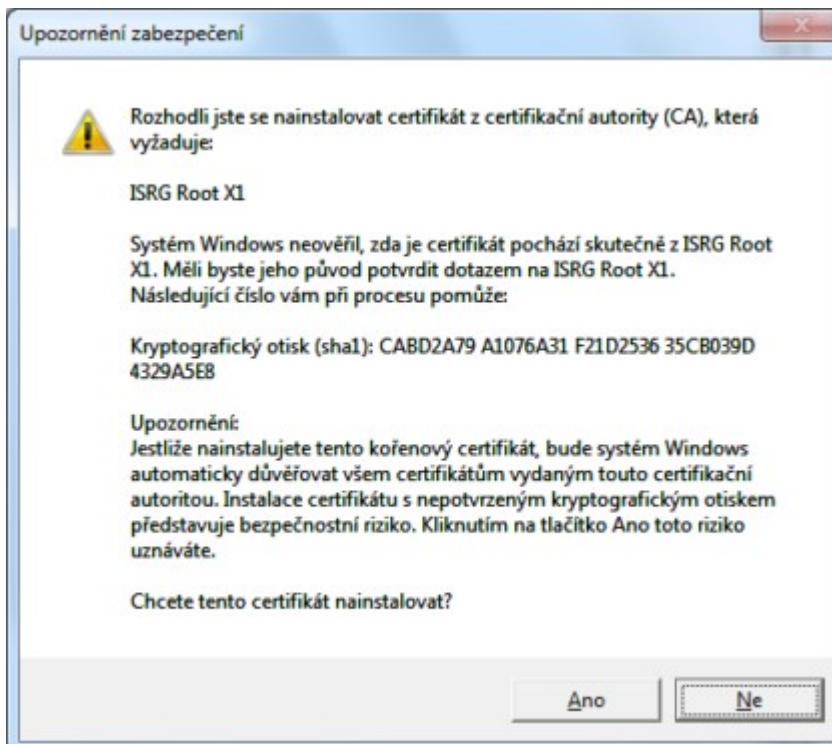 Upozornění zabezpečení
Rozhodli jste se nainstalovat certifikát z certifikační autority (CA), která
vyžaduje:
ISRG Root X1
Systém Windows neověřil, zda je certifikát pochází skutečně z ISRG Root
X1. Měli byste jeho původ potvrdit dotazem na ISRG Root X1.
Následující číslo vám při procesu pomůže:
Kryptografický otisk (sha1): CABD2A79 A1076A31 F21D2536 35CB039D
4329A5E8
Upozornění:
Jestliže nainstalujete tento kořenový certifikát, bude systém Windows
automaticky důvěřovat všem certifikátům vydaným touto certifikační
autoritou. Instalace certifikátu s nepotvrzeným kryptografickým otiskem
představuje bezpečnostní riziko. Kliknutím na tlačítko Ano toto riziko
uznáváte.
Chcete tento certifikát nainstalovat?
Ano Ne